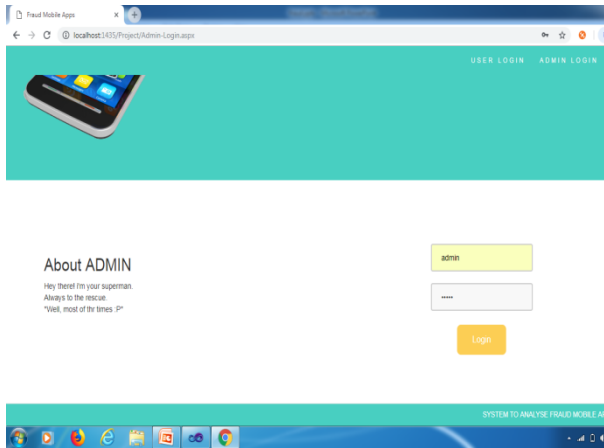 Fraud Mobile Apps
localhost:1435/Project/Admin-Login.aspx
USER LOGIN ADMIN LOGIN
About ADMIN
Hey there! I'm your superman.
Always to the rescue.
"Well, most of thr times :P"
admin
•••••
Login
SYSTEM TO ANALYSE FRAUD MOBILE A